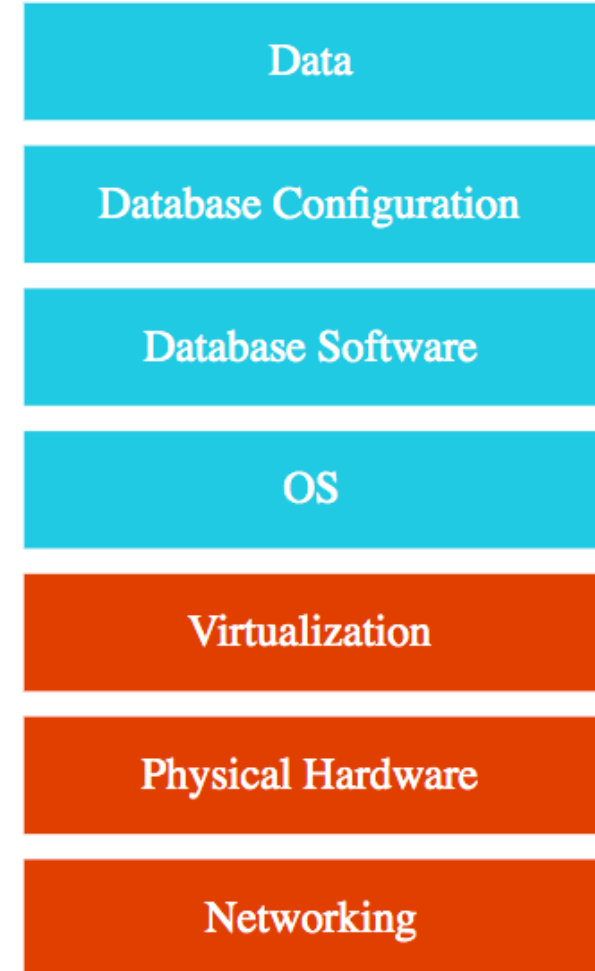 Data
Database Configuration
Database Software
OS
Virtualization
Physical Hardware
Networking